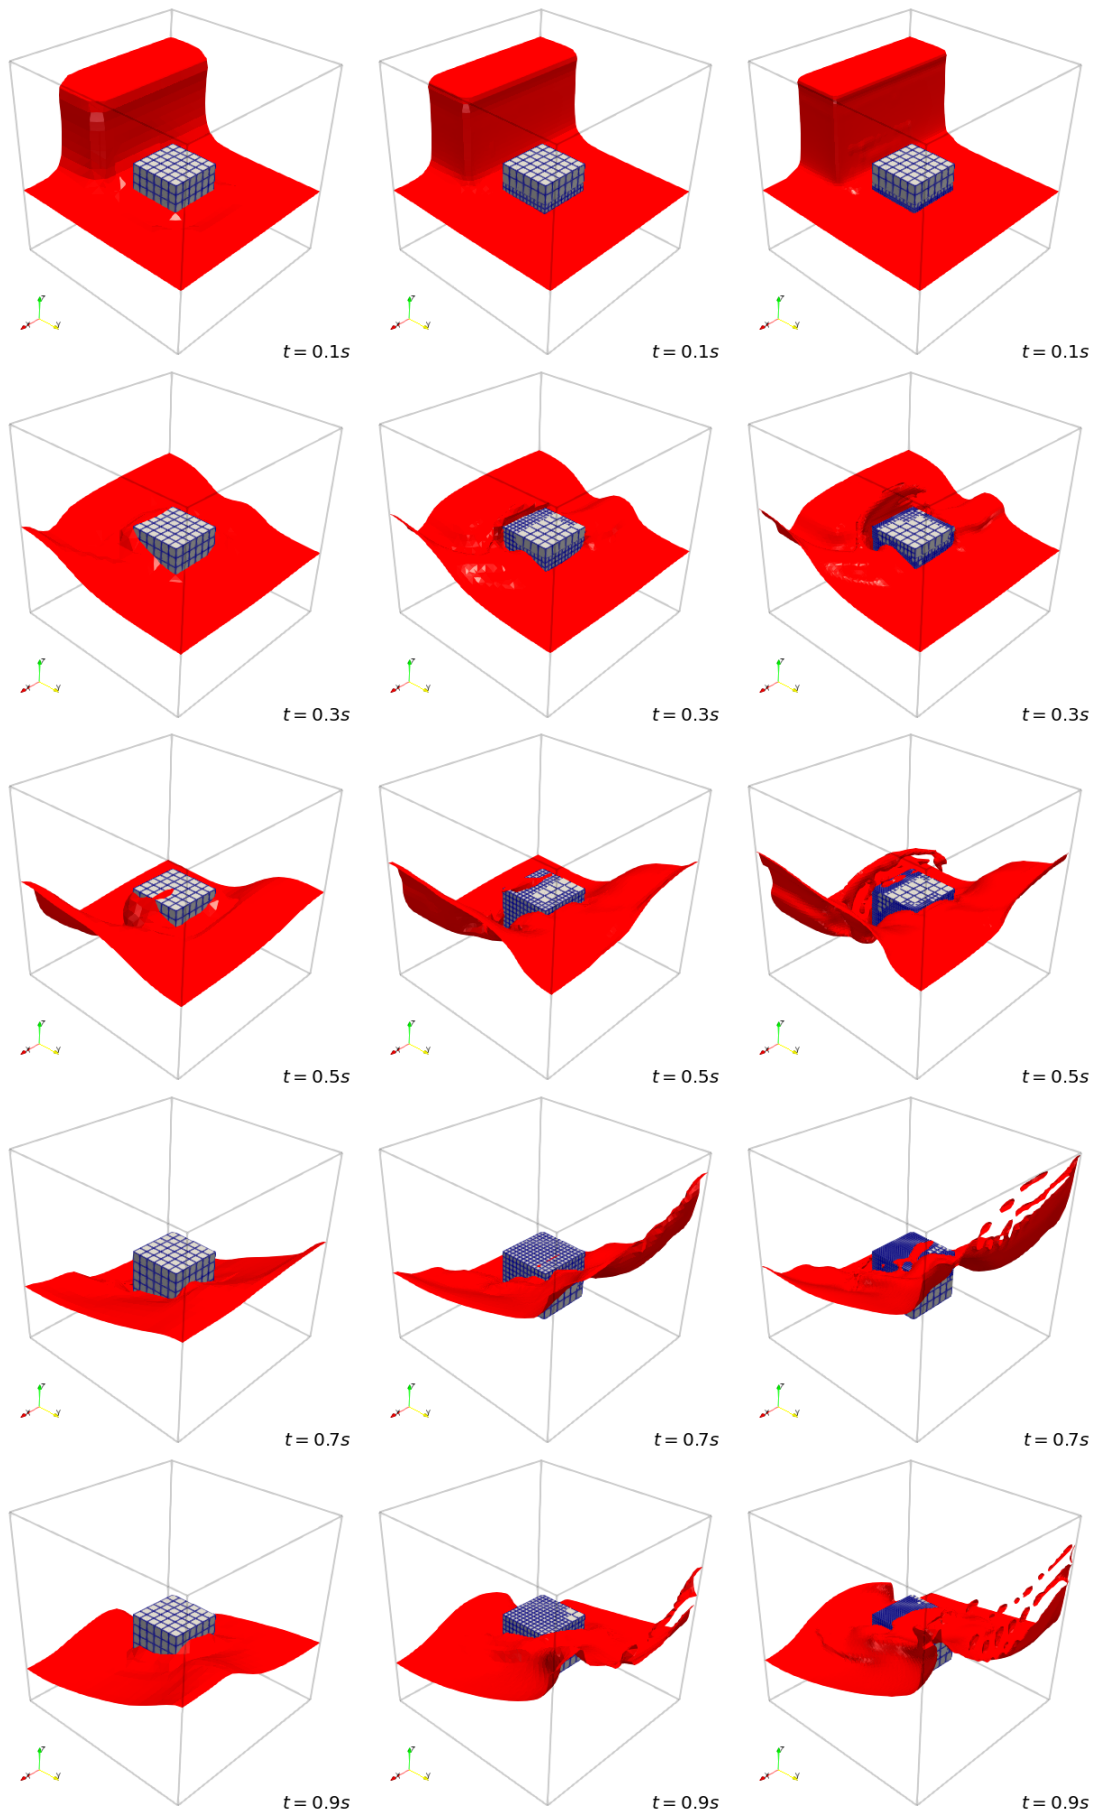 z
x y
z
x y
z
x y
t = 0.1s
t = 0.1s
t = 0.1s
z
x y
z
x y
z
x y
t = 0.3s
t = 0.3s
t = 0.3s
z
x y
z
x y
z
x y
t = 0.5s
t = 0.5s
t = 0.5s
z
x y
z
x y
z
x y
t = 0.7s
t = 0.7s
t = 0.7s
z
x y
z
x y
z
x y
t = 0.9s
t = 0.9s
t = 0.9s